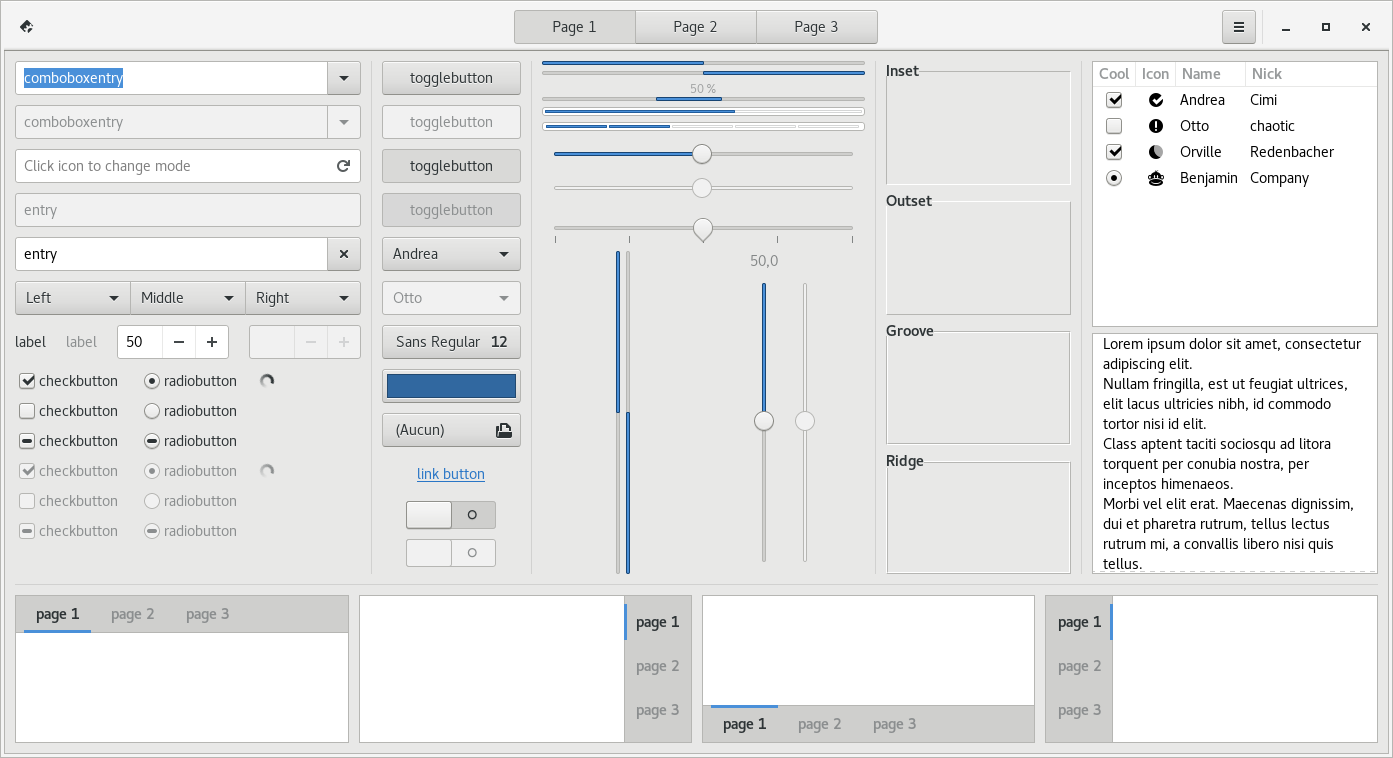 Page 1
Page 2
Page 3
comboboxentry
comboboxentry
Click icon to change mode
entry
entry
Left
Middle
Right
label
label
50
checkbutton
radiobutton
checkbutton
radiobutton
checkbutton
radiobutton
checkbutton
radiobutton
checkbutton
radiobutton
checkbutton
radiobutton
togglebutton
togglebutton
togglebutton
togglebutton
Andrea
Otto
Sans Regular 12
(Aucun)
link button
50 %
50,0
Inset
Outset
Groove
Ridge
Cool Icon Name Nick
Andrea Cimi
Otto chaotic
Orville Redenbacher
Benjamin Company
Lorem ipsum dolor sit amet, consectetur
adipiscing elit.
Nullam fringilla, est ut feugiat ultrices,
elit lacus ultricies nibh, id commodo
tortor nisi id elit.
Class aptent taciti sociosqu ad litora
torquent per conubia nostra, per
inceptos himenaeos.
Morbi vel elit erat. Maecenas dignissim,
dui et pharetra rutrum, tellus lectus
rutrum mi, a convallis libero nisi quis
tellus.
page 1
page 2
page 3
page 1
page 2
page 3
page 1
page 2
page 3
page 1
page 2
page 3